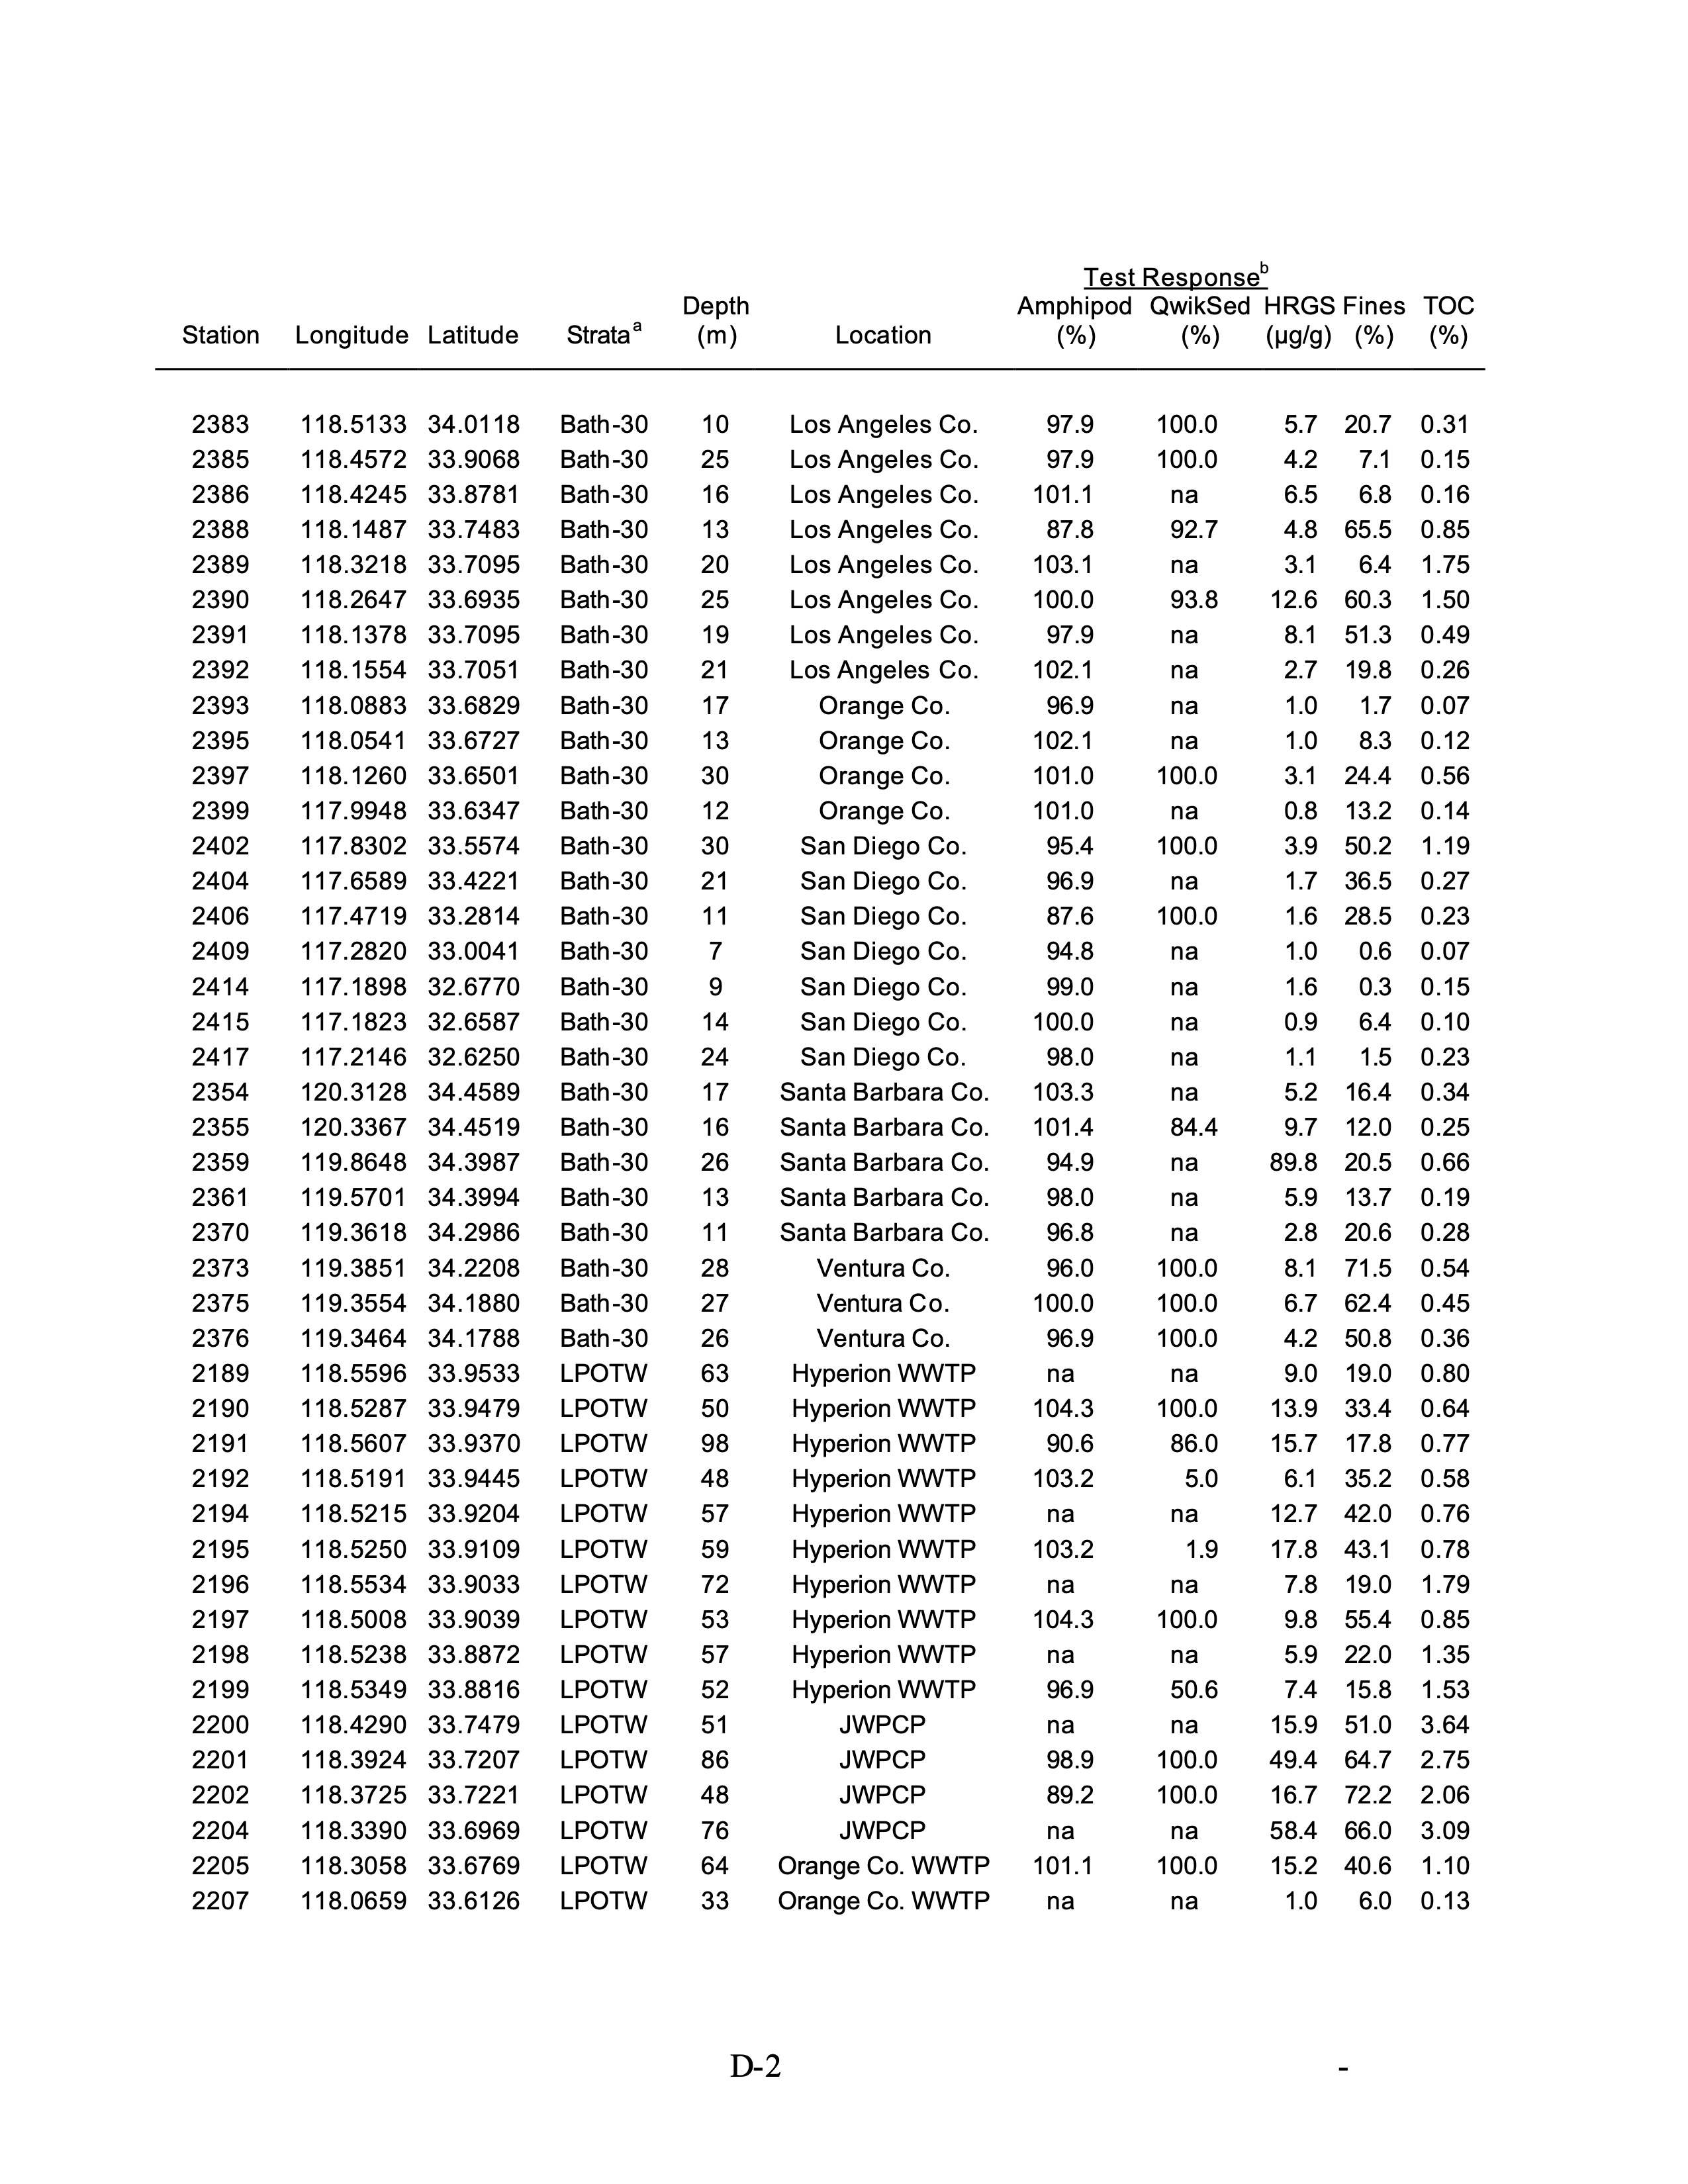 Test Responseᵇ
Depth Amphipod QwikSed HRGS Fines TOC
Station Longitude Latitude Strataᵃ (m) Location (%) (%) (µg/g) (%) (%)
2383 118.5133 34.0118 Bath-30 10 Los Angeles Co. 97.9 100.0 5.7 20.7 0.31
2385 118.4572 33.9068 Bath-30 25 Los Angeles Co. 97.9 100.0 4.2 7.1 0.15
2386 118.4245 33.8781 Bath-30 16 Los Angeles Co. 101.1 na 6.5 6.8 0.16
2388 118.1487 33.7483 Bath-30 13 Los Angeles Co. 87.8 92.7 4.8 65.5 0.85
2389 118.3218 33.7095 Bath-30 20 Los Angeles Co. 103.1 na 3.1 6.4 1.75
2390 118.2647 33.6935 Bath-30 25 Los Angeles Co. 100.0 93.8 12.6 60.3 1.50
2391 118.1378 33.7095 Bath-30 19 Los Angeles Co. 97.9 na 8.1 51.3 0.49
2392 118.1554 33.7051 Bath-30 21 Los Angeles Co. 102.1 na 2.7 19.8 0.26
2393 118.0883 33.6829 Bath-30 17 Orange Co. 96.9 na 1.0 1.7 0.07
2395 118.0541 33.6727 Bath-30 13 Orange Co. 102.1 na 1.0 8.3 0.12
2397 118.1260 33.6501 Bath-30 30 Orange Co. 101.0 100.0 3.1 24.4 0.56
2399 117.9948 33.6347 Bath-30 12 Orange Co. 101.0 na 0.8 13.2 0.14
2402 117.8302 33.5574 Bath-30 30 San Diego Co. 95.4 100.0 3.9 50.2 1.19
2404 117.6589 33.4221 Bath-30 21 San Diego Co. 96.9 na 1.7 36.5 0.27
2406 117.4719 33.2814 Bath-30 11 San Diego Co. 87.6 100.0 1.6 28.5 0.23
2409 117.2820 33.0041 Bath-30 7 San Diego Co. 94.8 na 1.0 0.6 0.07
2414 117.1898 32.6770 Bath-30 9 San Diego Co. 99.0 na 1.6 0.3 0.15
2415 117.1823 32.6587 Bath-30 14 San Diego Co. 100.0 na 0.9 6.4 0.10
2417 117.2146 32.6250 Bath-30 24 San Diego Co. 98.0 na 1.1 1.5 0.23
2354 120.3128 34.4589 Bath-30 17 Santa Barbara Co. 103.3 na 5.2 16.4 0.34
2355 120.3367 34.4519 Bath-30 16 Santa Barbara Co. 101.4 84.4 9.7 12.0 0.25
2359 119.8648 34.3987 Bath-30 26 Santa Barbara Co. 94.9 na 89.8 20.5 0.66
2361 119.5701 34.3994 Bath-30 13 Santa Barbara Co. 98.0 na 5.9 13.7 0.19
2370 119.3618 34.2986 Bath-30 11 Santa Barbara Co. 96.8 na 2.8 20.6 0.28
2373 119.3851 34.2208 Bath-30 28 Ventura Co. 96.0 100.0 8.1 71.5 0.54
2375 119.3554 34.1880 Bath-30 27 Ventura Co. 100.0 100.0 6.7 62.4 0.45
2376 119.3464 34.1788 Bath-30 26 Ventura Co. 96.9 100.0 4.2 50.8 0.36
2189 118.5596 33.9533 LPOTW 63 Hyperion WWTP na na 9.0 19.0 0.80
2190 118.5287 33.9479 LPOTW 50 Hyperion WWTP 104.3 100.0 13.9 33.4 0.64
2191 118.5607 33.9370 LPOTW 98 Hyperion WWTP 90.6 86.0 15.7 17.8 0.77
2192 118.5191 33.9445 LPOTW 48 Hyperion WWTP 103.2 5.0 6.1 35.2 0.58
2194 118.5215 33.9204 LPOTW 57 Hyperion WWTP na na 12.7 42.0 0.76
2195 118.5250 33.9109 LPOTW 59 Hyperion WWTP 103.2 1.9 17.8 43.1 0.78
2196 118.5534 33.9033 LPOTW 72 Hyperion WWTP na na 7.8 19.0 1.79
2197 118.5008 33.9039 LPOTW 53 Hyperion WWTP 104.3 100.0 9.8 55.4 0.85
2198 118.5238 33.8872 LPOTW 57 Hyperion WWTP na na 5.9 22.0 1.35
2199 118.5349 33.8816 LPOTW 52 Hyperion WWTP 96.9 50.6 7.4 15.8 1.53
2200 118.4290 33.7479 LPOTW 51 JWPCP na na 15.9 51.0 3.64
2201 118.3924 33.7207 LPOTW 86 JWPCP 98.9 100.0 49.4 64.7 2.75
2202 118.3725 33.7221 LPOTW 48 JWPCP 89.2 100.0 16.7 72.2 2.06
2204 118.3390 33.6969 LPOTW 76 JWPCP na na 58.4 66.0 3.09
2205 118.3058 33.6769 LPOTW 64 Orange Co. WWTP 101.1 100.0 15.2 40.6 1.10
2207 118.0659 33.6126 LPOTW 33 Orange Co. WWTP na na 1.0 6.0 0.13
D-2 -